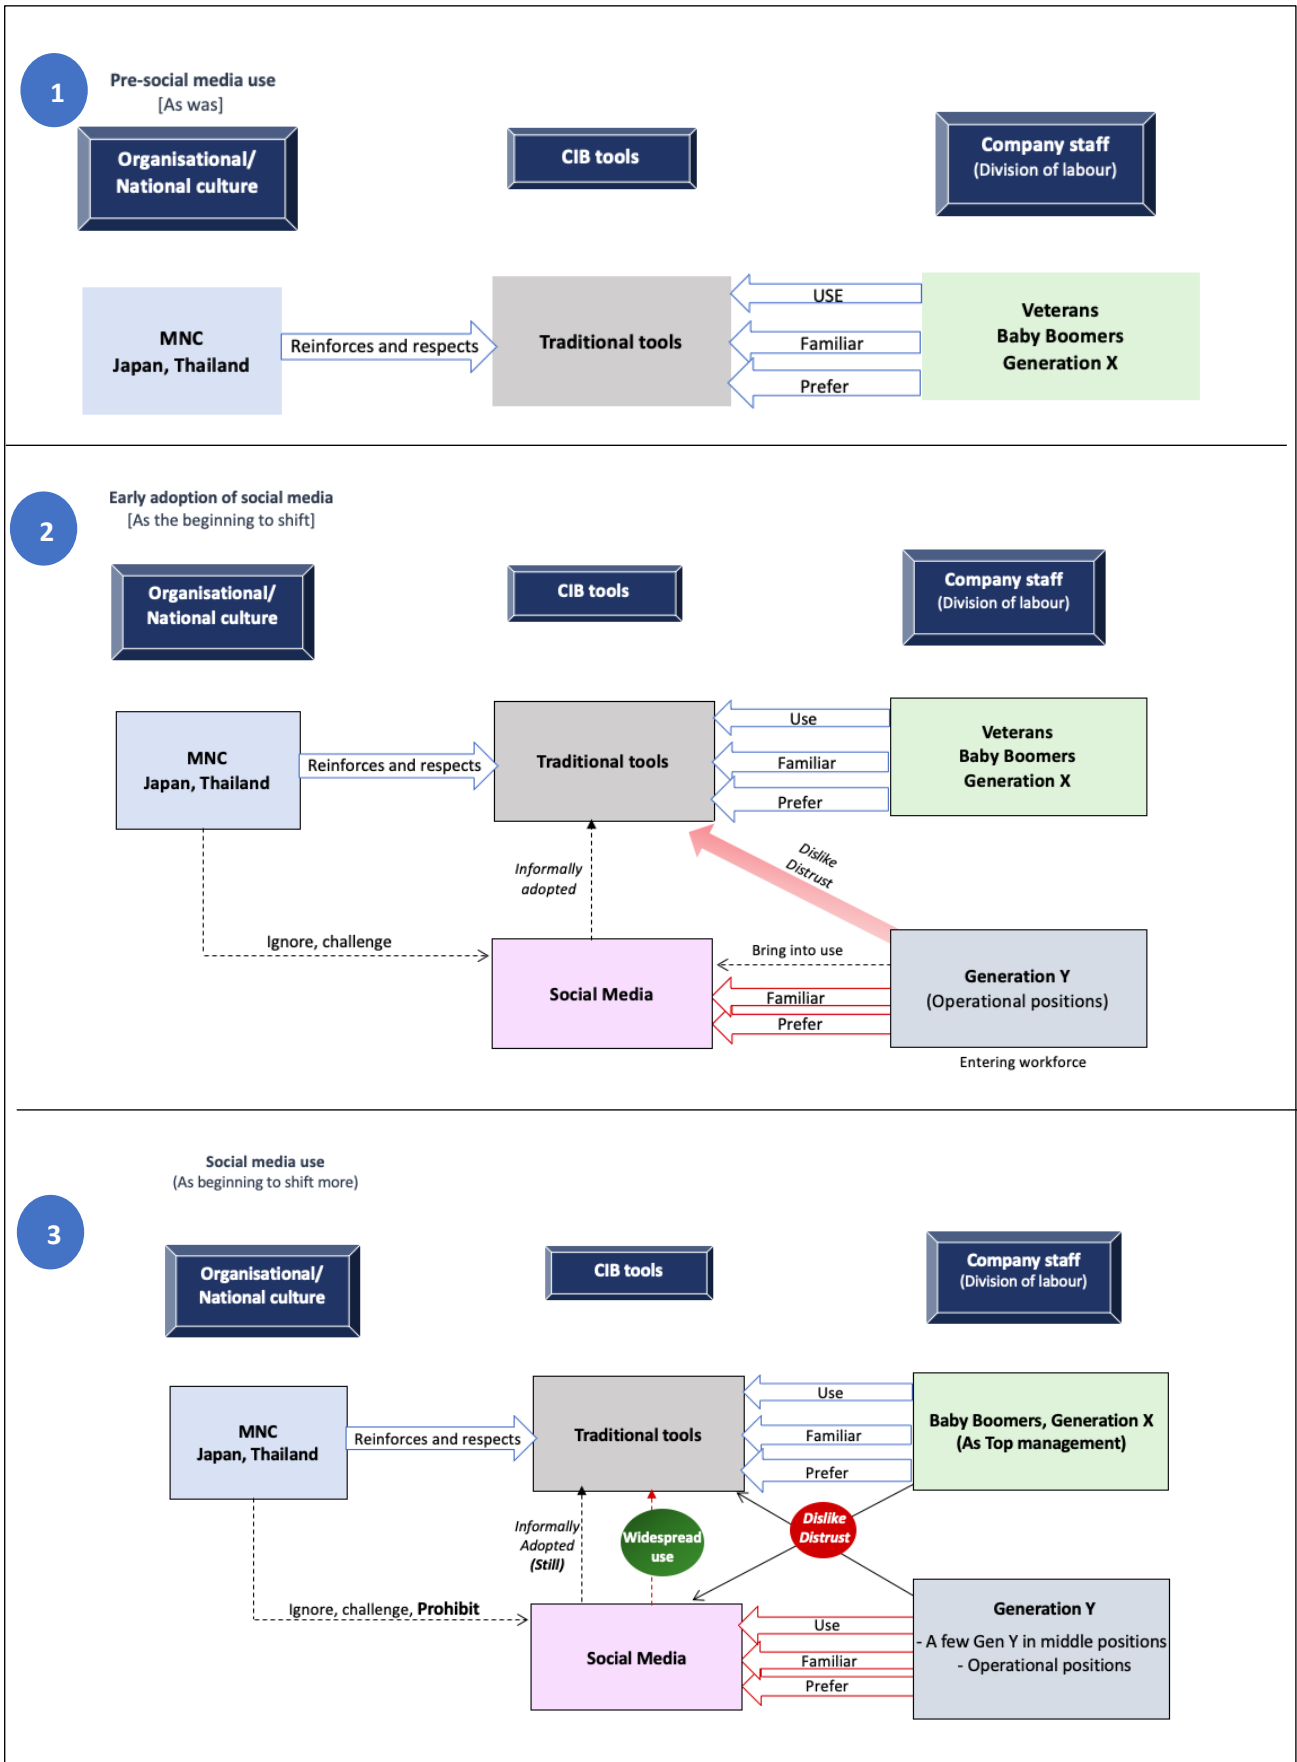 1
Pre-social media use
[As was]
Organisational/
National culture
CIB tools
Company staff
(Division of labour)
MNC
Japan, Thailand
Reinforces and respects
Traditional tools
USE
Familiar
Prefer
Veterans
Baby Boomers
Generation X
2
Early adoption of social media
[As the beginning to shift]
Organisational/
National culture
CIB tools
Company staff
(Division of labour)
MNC
Japan, Thailand
Reinforces and respects
Traditional tools
Use
Familiar
Prefer
Veterans
Baby Boomers
Generation X
Informally
adopted
Dislike
Distrust
Ignore, challenge
Social Media
Bring into use
Familiar
Prefer
Generation Y
(Operational positions)
Entering workforce
3
Social media use
(As beginning to shift more)
Organisational/
National culture
CIB tools
Company staff
(Division of labour)
MNC
Japan, Thailand
Reinforces and respects
Traditional tools
Use
Familiar
Prefer
Baby Boomers, Generation X
(As Top management)
Informally
Adopted
(Still)
Widespread
use
Dislike
Distrust
Ignore, challenge, Prohibit
Social Media
Use
Familiar
Prefer
Generation Y
- A few Gen Y in middle positions
- Operational positions